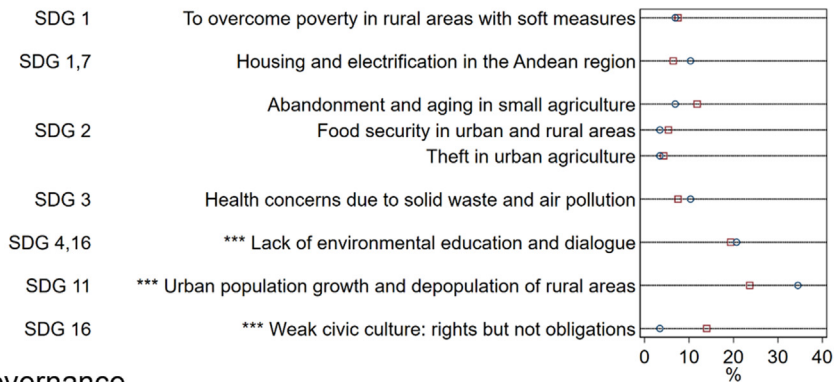 SDG 1 To overcome poverty in rural areas with soft measures
SDG 1,7 Housing and electrification in the Andean region
Abandonment and aging in small agriculture
SDG 2 Food security in urban and rural areas
Theft in urban agriculture
SDG 3 Health concerns due to solid waste and air pollution
SDG 4,16 *** Lack of environmental education and dialogue
SDG 11 *** Urban population growth and depopulation of rural areas
SDG 16 *** Weak civic culture: rights but not obligations
0 10 20 30 40
%